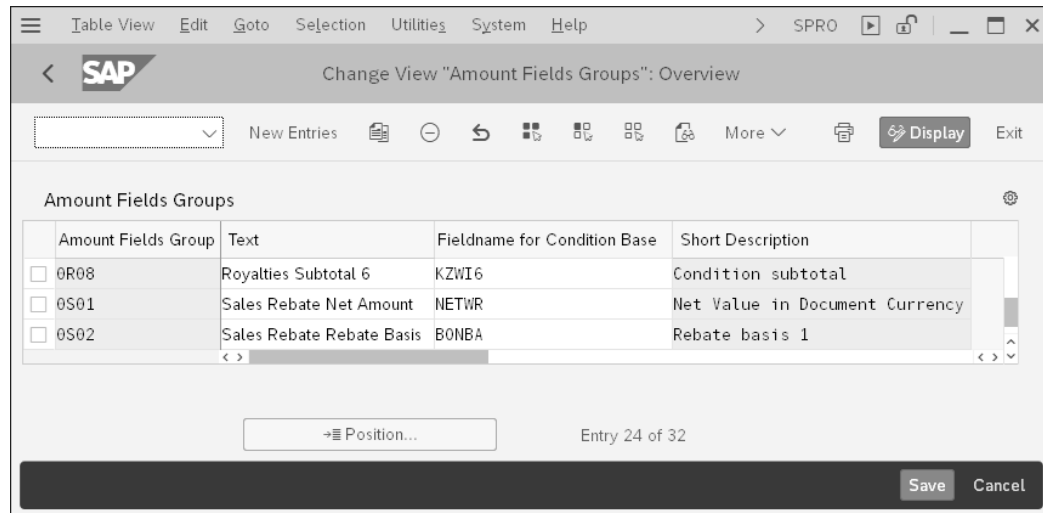 Table View Edit Goto Selection Utilities System Help SPRO
SAP Change View "Amount Fields Groups": Overview
New Entries More Display Exit
Amount Fields Groups
Amount Fields Group Text Fieldname for Condition Base Short Description
0R08 Royalties Subtotal 6 KZWI6 Condition subtotal
0S01 Sales Rebate Net Amount NETWR Net Value in Document Currency
0S02 Sales Rebate Rebate Basis BONBA Rebate basis 1
Position... Entry 24 of 32
Save Cancel